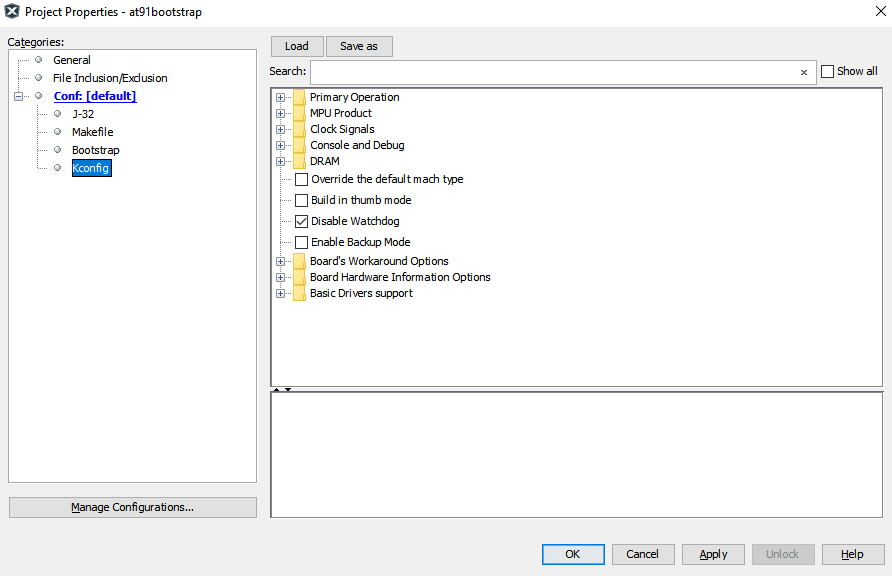 Project Properties - at91bootstrap
Categories:
General
File Inclusion/Exclusion
Conf: [default]
J-32
Makefile
Bootstrap
Kconfig
Manage Configurations...
Load
Save as
Search:
Show all
Primary Operation
MPU Product
Clock Signals
Console and Debug
DRAM
Override the default mach type
Build in thumb mode
Disable Watchdog
Enable Backup Mode
Board's Workaround Options
Board Hardware Information Options
Basic Drivers support
OK
Cancel
Apply
Unlock
Help